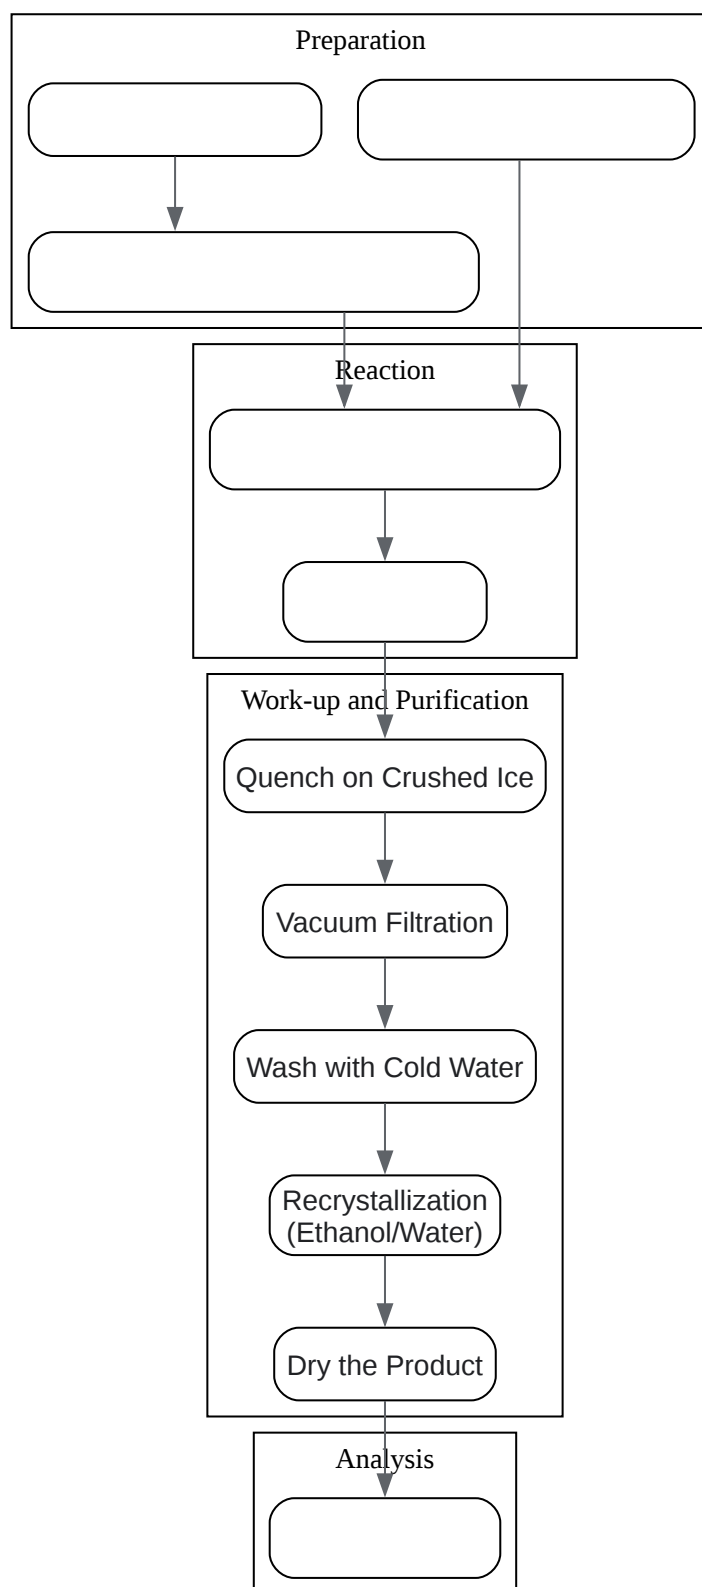 Preparation
Reaction
Work-up and Purification
Quench on Crushed Ice
Vacuum Filtration
Wash with Cold Water
Recrystallization
(Ethanol/Water)
Dry the Product
Analysis